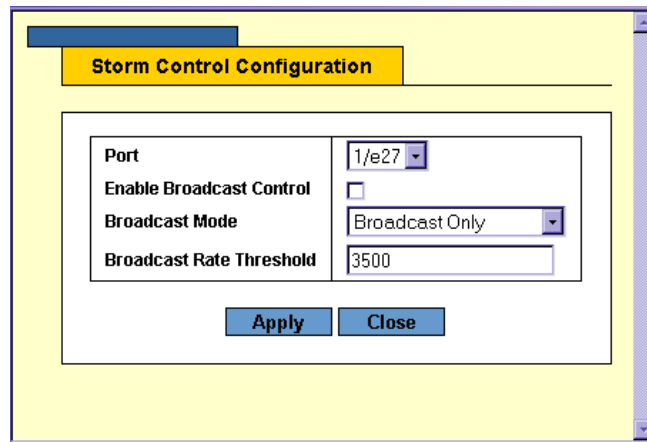 Storm Control Configuration
Port 1/e27
Enable Broadcast Control
Broadcast Mode Broadcast Only
Broadcast Rate Threshold 3500
Apply Close